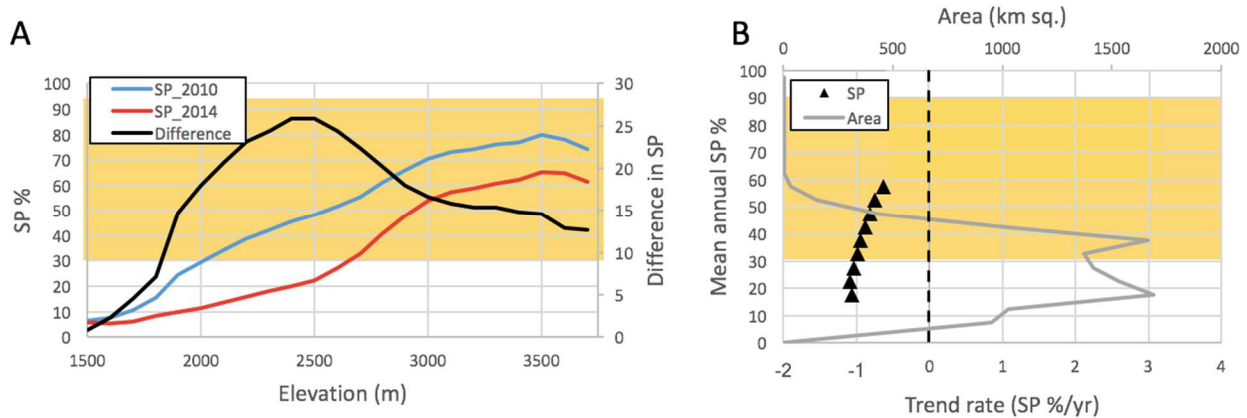 A
SP %
100
90
80
70
60
50
40
30
20
10
0
SP_2010
SP_2014
Difference
30
25
20
15
10
5
0
Difference in SP
1500 2000 2500 3000 3500
Elevation (m)
B
Area (km sq.)
0 500 1000 1500 2000
Mean annual SP %
100
90
80
70
60
50
40
30
20
10
0
SP
Area
-2 -1 0 1 2 3 4
Trend rate (SP %/yr)